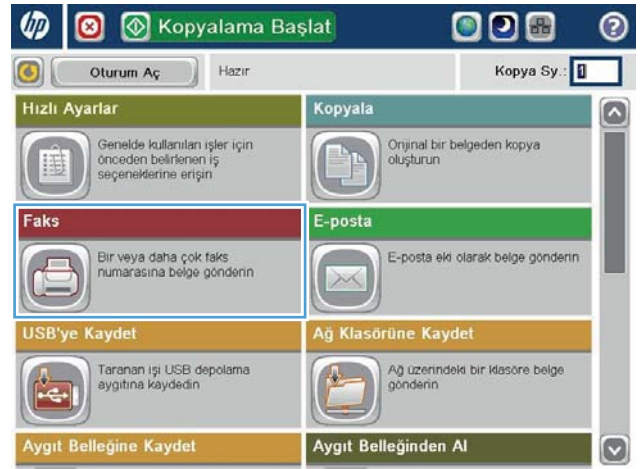 hp Kopyalama Başlat ?
Oturum Aç Hazır Kopya Sy.: 1
Hızlı Ayarlar
Genelde kullanılan işler için
önceden belirlenen iş
seçeneklerine erişin
Kopyala
Orijinal bir belgeden kopya
oluşturun
Faks
Bir veya daha çok faks
numarasına belge gönderin
E-posta
E-posta eki olarak belge gönderin
USB'ye Kaydet
Taranan işi USB depolama
aygıtına kaydedin
Ağ Klasörüne Kaydet
Ağ üzerindeki bir klasöre belge
gönderin
Aygıt Belleğine Kaydet
Aygıt Belleğinden Al